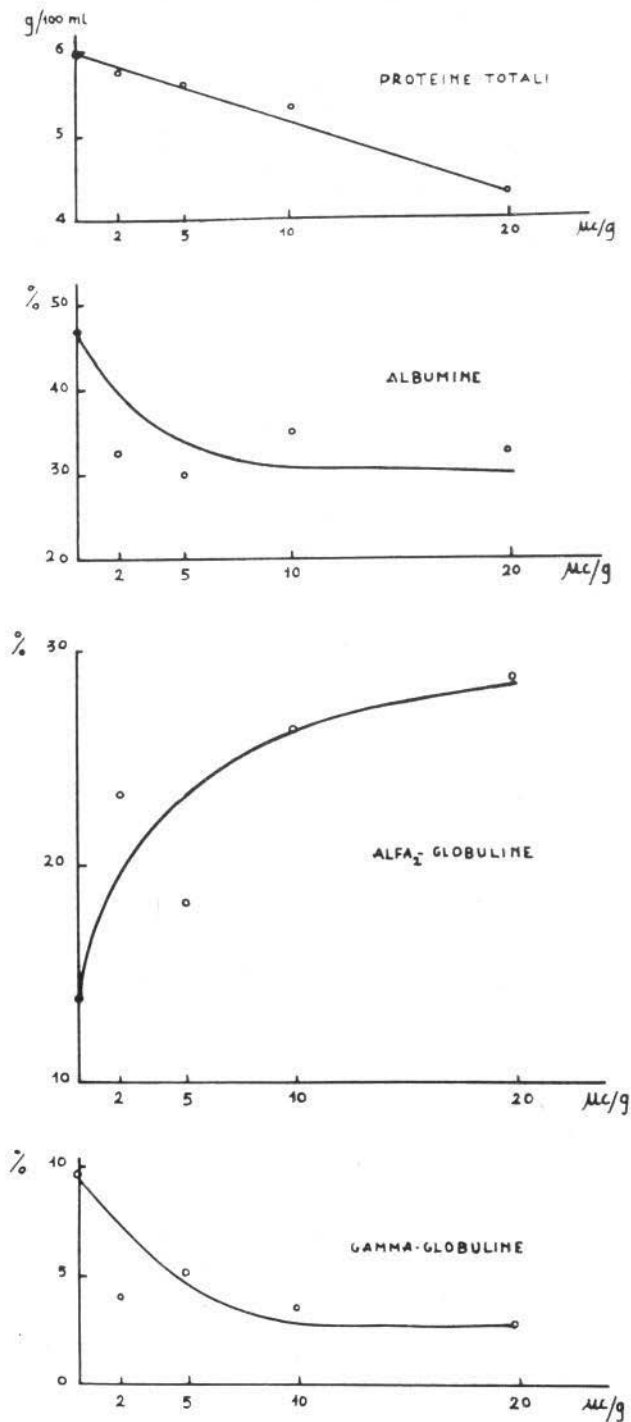 g/100 ml
6
PROTEINE TOTALI
5
4
2 5 10 20 μc/g
% 50
ALBUMINE
40
30
20
2 5 10 20 μc/g
% 30
20
ALFA2-GLOBULINE
10
2 5 10 20 μc/g
% 10
GAMMA-GLOBULINE
5
0
2 5 10 20 μc/g